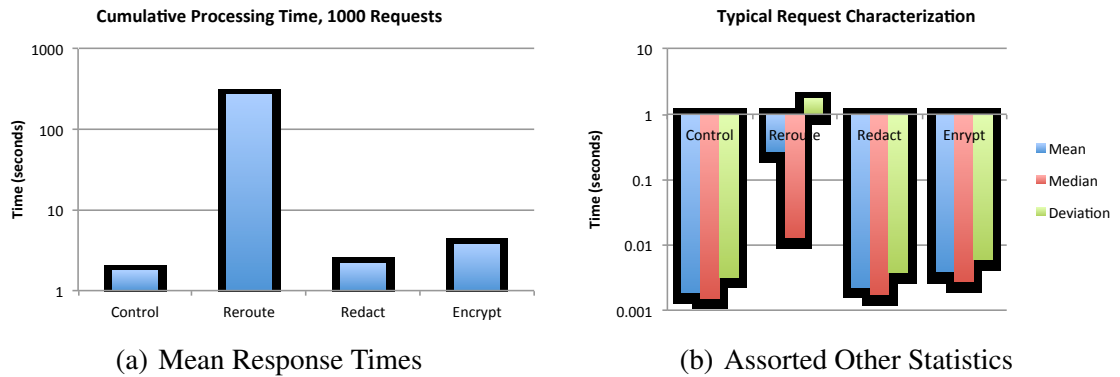 Cumulative Processing Time, 1000 Requests
Time (seconds)
1000
100
10
1
Control Reroute Redact Encrypt
(a) Mean Response Times
Typical Request Characterization
Time (seconds)
10
1
0.1
0.01
0.001
Control Reroute Redact Encrypt
Mean
Median
Deviation
(b) Assorted Other Statistics